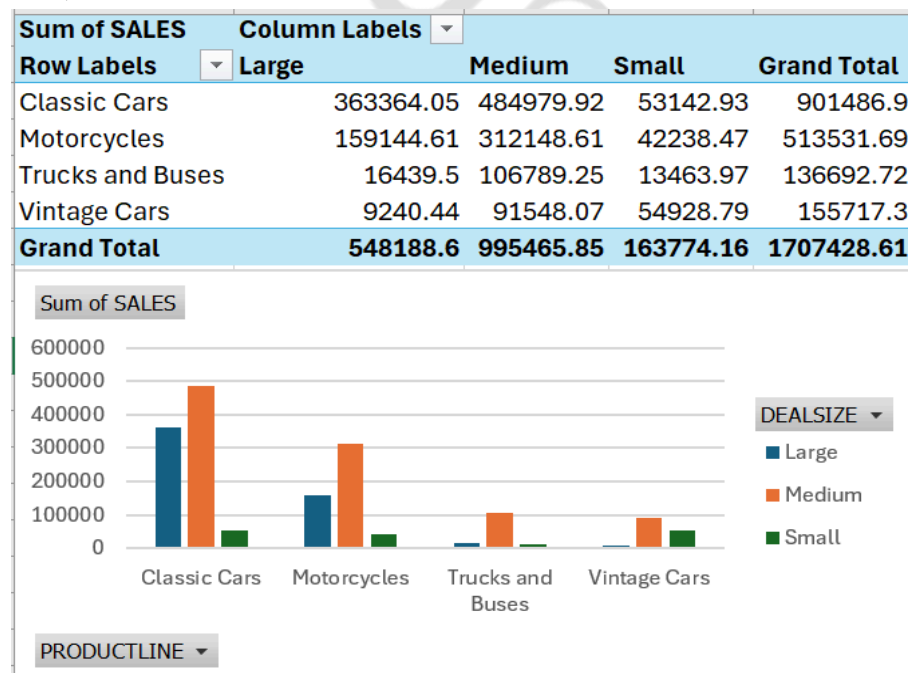 Sum of SALES Column Labels
Row Labels Large Medium Small Grand Total
Classic Cars 363364.05 484979.92 53142.93 901486.9
Motorcycles 159144.61 312148.61 42238.47 513531.69
Trucks and Buses 16439.5 106789.25 13463.97 136692.72
Vintage Cars 9240.44 91548.07 54928.79 155717.3
Grand Total 548188.6 995465.85 163774.16 1707428.61
Sum of SALES
600000
500000
400000
300000
200000
100000
0
Classic Cars Motorcycles Trucks and Buses Vintage Cars
DEALSIZE
Large
Medium
Small
PRODUCTLINE